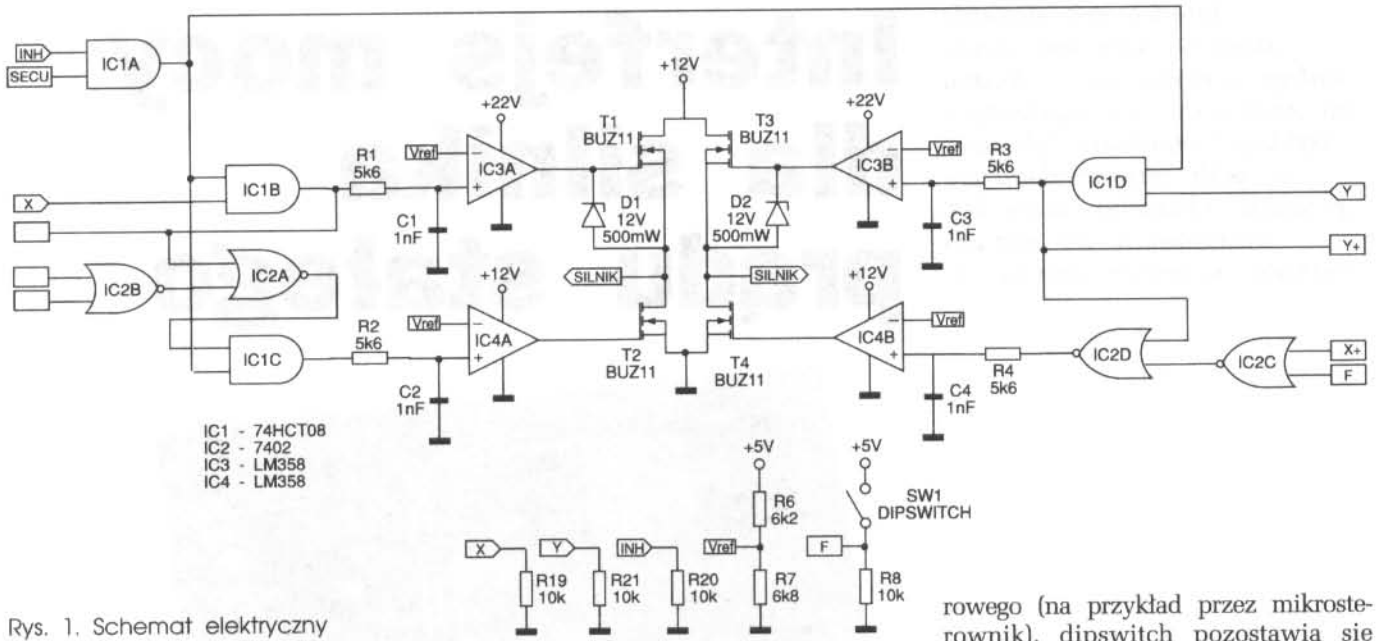 INH
SECU
IC1A
+12V
+22V
+22V
T1
BUZ11
T3
BUZ11
Vref
IC3A
IC3B
Vref
R1
5k6
R3
5k6
IC1B
IC1D
X
Y
D1
12V
500mW
D2
12V
500mW
C1
1nF
C3
1nF
Y+
IC2A
IC2B
+12V
+12V
SILNIK
SILNIK
Vref
IC4A
IC4B
Vref
R2
5k6
R4
5k6
IC1C
IC2D
IC2C
X+
F
T2
BUZ11
T4
BUZ11
C2
1nF
C4
1nF
IC1 - 74HCT08
IC2 - 7402
IC3 - LM358
IC4 - LM358
+5V
+5V
R6
6k2
SW1
DIPSWITCH
X
Y
INH
Vref
F
R19
10k
R21
10k
R20
10k
R7
6k8
R8
10k
Rys. 1. Schemat elektryczny
rowego (na przykład przez mikroste-
rownik), dipswitch pozostawia się